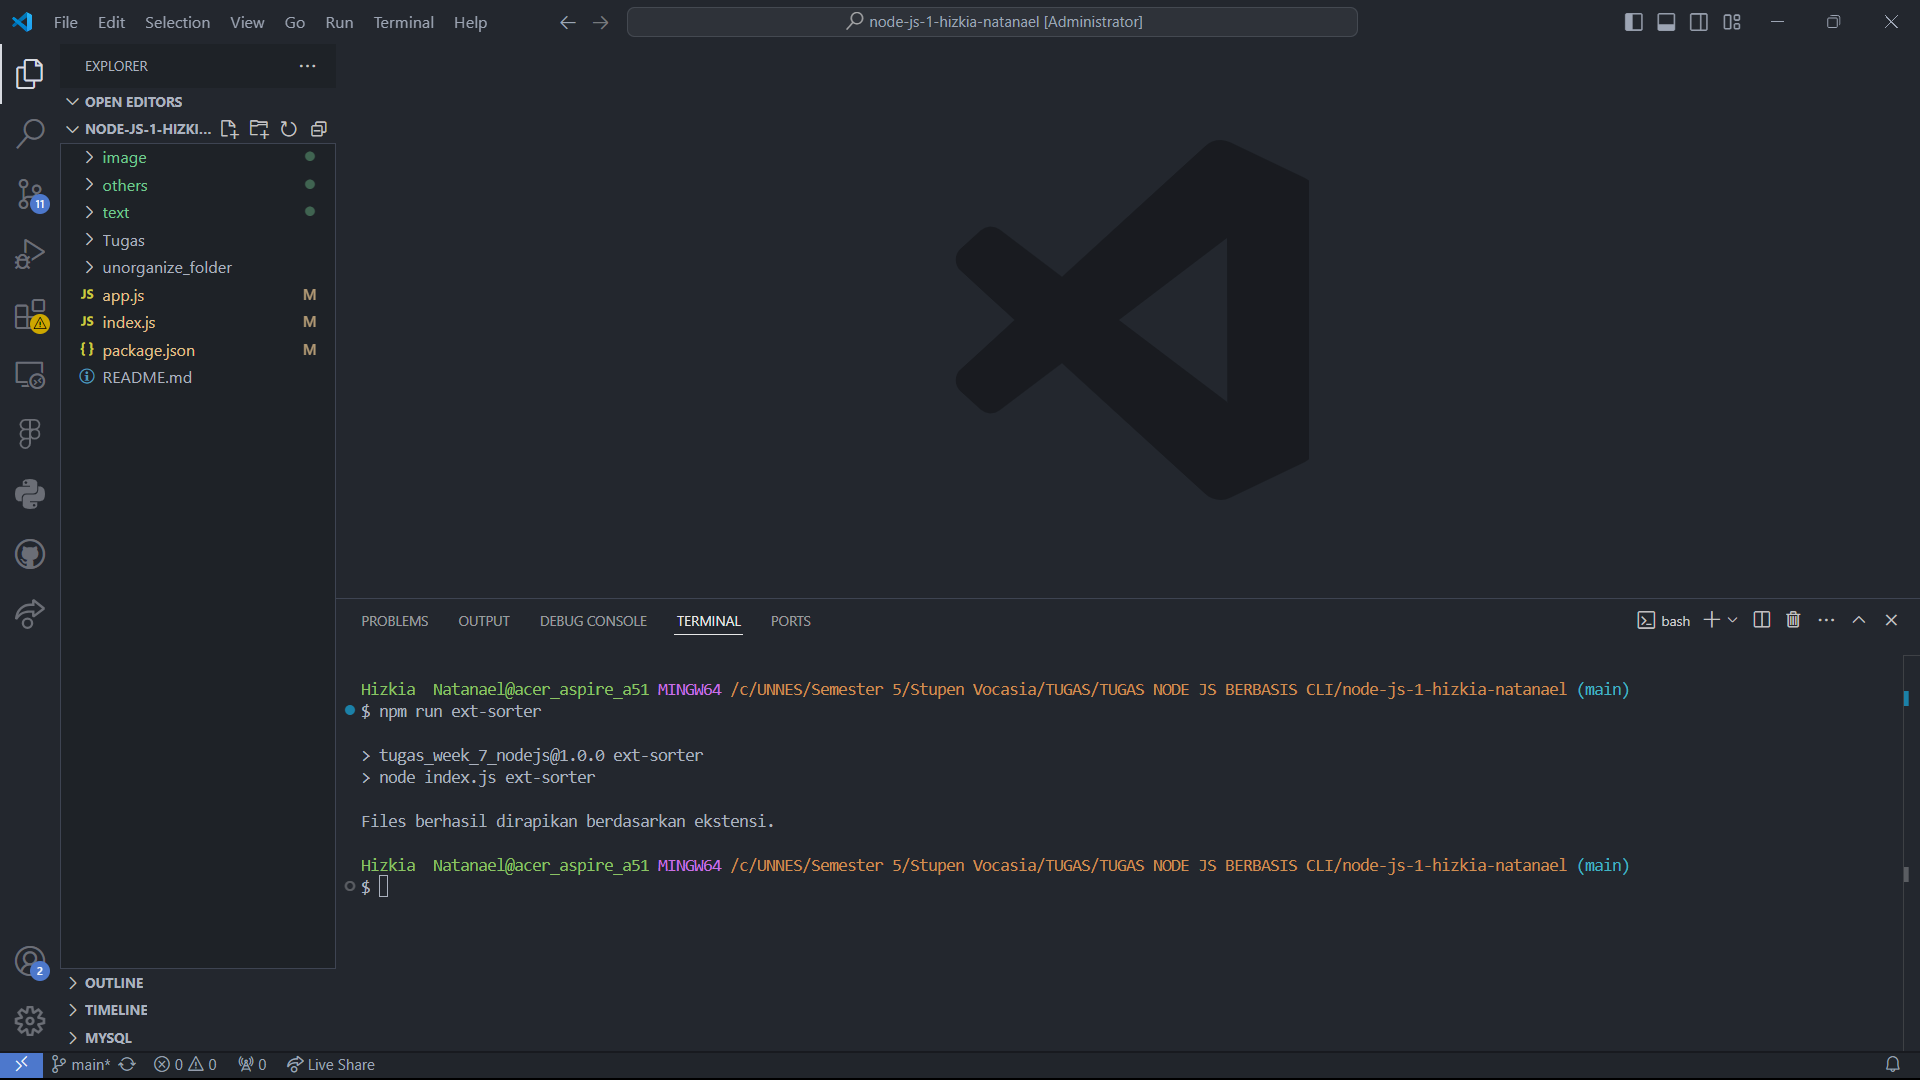 File Edit Selection View Go Run Terminal Help
node-js-1-hizkia-natanael [Administrator]
EXPLORER
OPEN EDITORS
NODE-JS-1-HIZKI...
image
others
text
Tugas
unorganize_folder
JS app.js M
JS index.js M
{} package.json M
README.md
11
2
OUTLINE
TIMELINE
MYSQL
PROBLEMS OUTPUT DEBUG CONSOLE TERMINAL PORTS
bash
Hizkia  Natanael@acer_aspire_a51 MINGW64 /c/UNNES/Semester 5/Stupen Vocasia/TUGAS/TUGAS NODE JS BERBASIS CLI/node-js-1-hizkia-natanael (main)
$ npm run ext-sorter
> tugas_week_7_nodejs@1.0.0 ext-sorter
> node index.js ext-sorter
Files berhasil dirapikan berdasarkan ekstensi.
Hizkia  Natanael@acer_aspire_a51 MINGW64 /c/UNNES/Semester 5/Stupen Vocasia/TUGAS/TUGAS NODE JS BERBASIS CLI/node-js-1-hizkia-natanael (main)
$
main* 0 0 0 Live Share